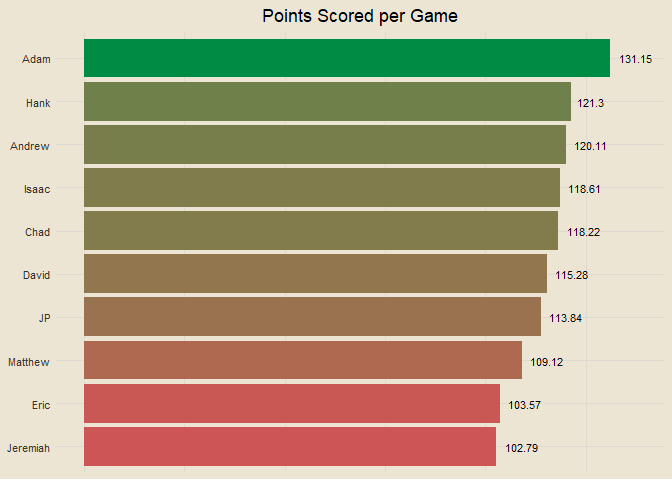 Points Scored per Game
Adam 131.15
Hank 121.3
Andrew 120.11
Isaac 118.61
Chad 118.22
David 115.28
JP 113.84
Matthew 109.12
Eric 103.57
Jeremiah 102.79